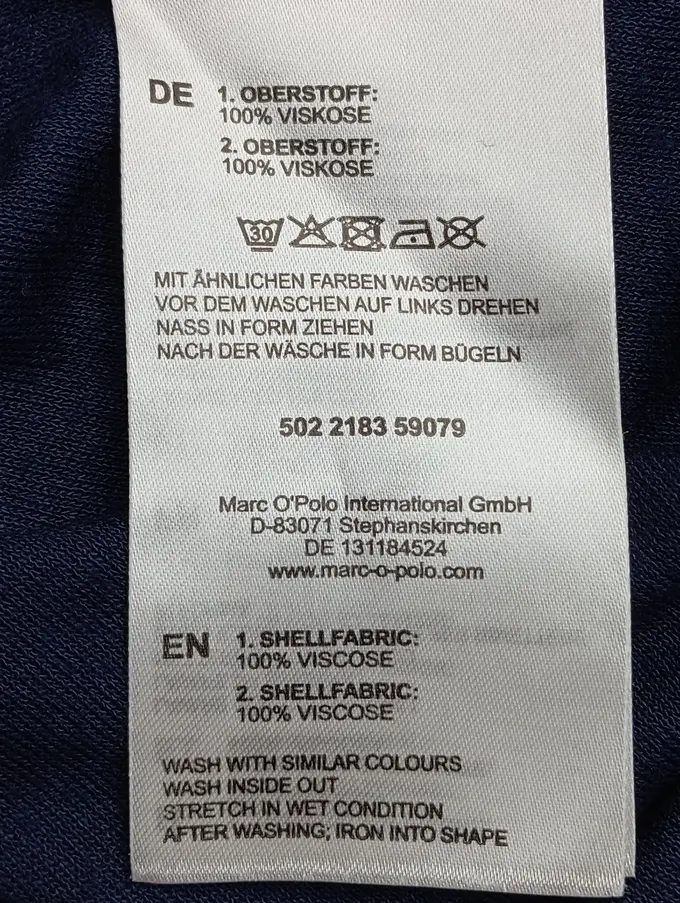 DE 1. OBERSTOFF:
100% VISKOSE
2. OBERSTOFF:
100% VISKOSE
30
MIT ÄHNLICHEN FARBEN WASCHEN
VOR DEM WASCHEN AUF LINKS DREHEN
NASS IN FORM ZIEHEN
NACH DER WÄSCHE IN FORM BÜGELN
502 2183 59079
Marc O'Polo International GmbH
D-83071 Stephanskirchen
DE 131184524
www.marc-o-polo.com
EN 1. SHELLFABRIC:
100% VISCOSE
2. SHELLFABRIC:
100% VISCOSE
WASH WITH SIMILAR COLOURS
WASH INSIDE OUT
STRETCH IN WET CONDITION
AFTER WASHING; IRON INTO SHAPE